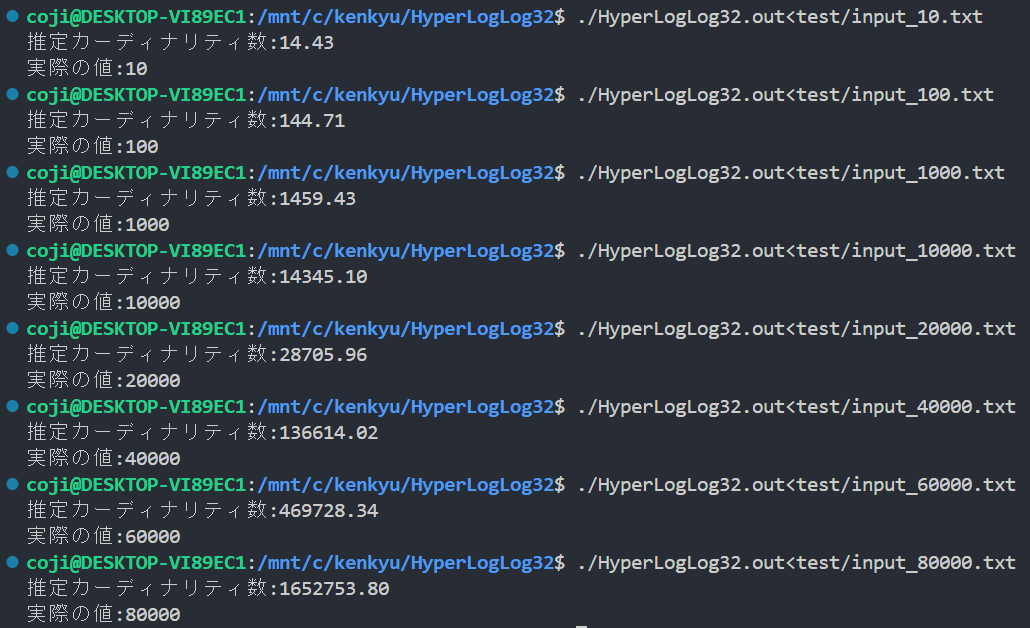 coji@DESKTOP-VI89EC1:/mnt/c/kenkyu/HyperLogLog32$ ./HyperLogLog32.out<test/input_10.txt
推定カーディナリティ数:14.43
実際の値:10
coji@DESKTOP-VI89EC1:/mnt/c/kenkyu/HyperLogLog32$ ./HyperLogLog32.out<test/input_100.txt
推定カーディナリティ数:144.71
実際の値:100
coji@DESKTOP-VI89EC1:/mnt/c/kenkyu/HyperLogLog32$ ./HyperLogLog32.out<test/input_1000.txt
推定カーディナリティ数:1459.43
実際の値:1000
coji@DESKTOP-VI89EC1:/mnt/c/kenkyu/HyperLogLog32$ ./HyperLogLog32.out<test/input_10000.txt
推定カーディナリティ数:14345.10
実際の値:10000
coji@DESKTOP-VI89EC1:/mnt/c/kenkyu/HyperLogLog32$ ./HyperLogLog32.out<test/input_20000.txt
推定カーディナリティ数:28705.96
実際の値:20000
coji@DESKTOP-VI89EC1:/mnt/c/kenkyu/HyperLogLog32$ ./HyperLogLog32.out<test/input_40000.txt
推定カーディナリティ数:136614.02
実際の値:40000
coji@DESKTOP-VI89EC1:/mnt/c/kenkyu/HyperLogLog32$ ./HyperLogLog32.out<test/input_60000.txt
推定カーディナリティ数:469728.34
実際の値:60000
coji@DESKTOP-VI89EC1:/mnt/c/kenkyu/HyperLogLog32$ ./HyperLogLog32.out<test/input_80000.txt
推定カーディナリティ数:1652753.80
実際の値:80000